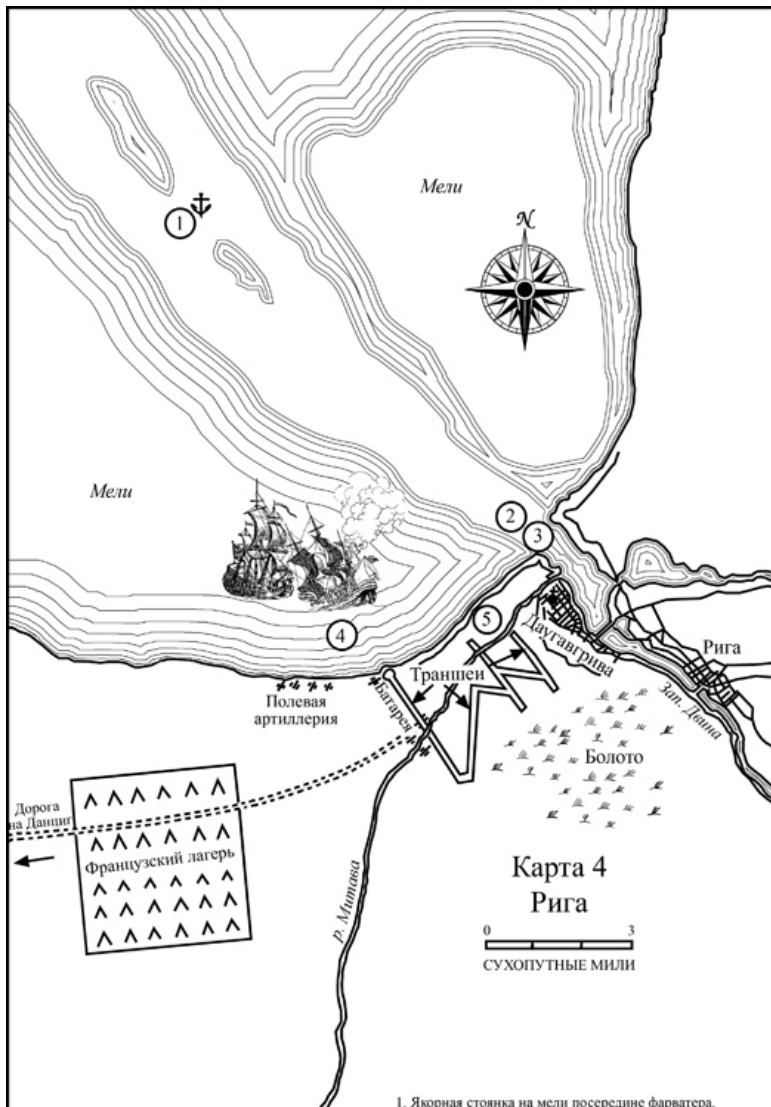 N
Мели
1
Мели
2
3
4
5
Даугавгрива
Рига
Зап. Двина
Траншеи
Батарея
Полевая
артиллерия
Болото
Дорога
на Данциг
Французский лагерь
р. Митава
Карта 4
Рига
0 3
СУХОПУТНЫЕ МИЛИ
1. Якорная стоянка на мели посередине фарватера.